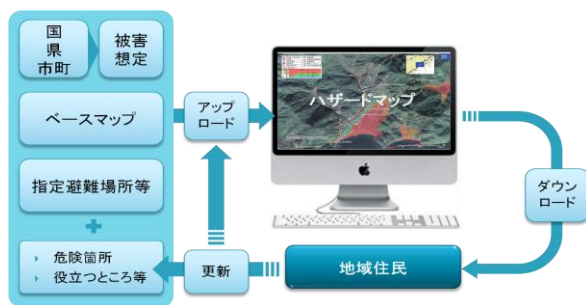 国
県
市町
被害
想定
ベースマップ
指定避難場所等
危険箇所
役立つところ等
アップ
ロード
ハザードマップ
ダウン
ロード
地域住民
更新